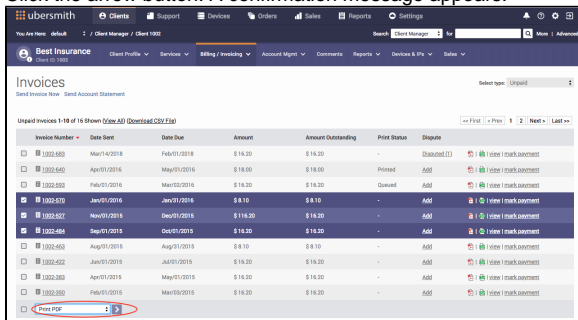 Click the arrow button. A confirmation message appears.
ubersmith Clients Support Devices Orders Sales Reports Settings
You Are Here: default / Client Manager / Client 1002 Search Client Manager for More | Advanced
Best Insurance
Client ID: 1002
Client Profile Services Billing / Invoicing Account Mgmt Comments Reports Devices & IPs Sales
Invoices
Select type: Unpaid
Send Invoice Now Send Account Statement
Unpaid Invoices 1-10 of 16 Shown (View All) (Download CSV File) << First < Prev 1 2 Next > Last >>
Invoice Number Date Sent Date Due Amount Amount Outstanding Print Status Dispute
1002-683 Mar/14/2018 Feb/01/2018 $ 16.20 $ 16.20 - Disputed (1) | | view | mark payment
1002-640 Apr/01/2016 May/01/2016 $ 18.00 $ 18.00 Printed Add | | view | mark payment
1002-593 Feb/01/2016 Mar/02/2016 $ 16.20 $ 16.20 Queued Add | | view | mark payment
1002-570 Jan/01/2016 Jan/31/2016 $ 8.10 $ 8.10 - Add | | view | mark payment
1002-527 Nov/01/2015 Dec/01/2015 $ 116.20 $ 16.20 - Add | | view | mark payment
1002-484 Sep/01/2015 Oct/01/2015 $ 16.20 $ 16.20 - Add | | view | mark payment
1002-463 Aug/01/2015 Aug/31/2015 $ 8.10 $ 8.10 - Add | | view | mark payment
1002-422 Jun/01/2015 Jul/01/2015 $ 16.20 $ 16.20 - Add | | view | mark payment
1002-383 Apr/01/2015 May/01/2015 $ 16.20 $ 16.20 - Add | | view | mark payment
1002-350 Feb/01/2015 Mar/03/2015 $ 16.20 $ 16.20 - Add | | view | mark payment
Print PDF